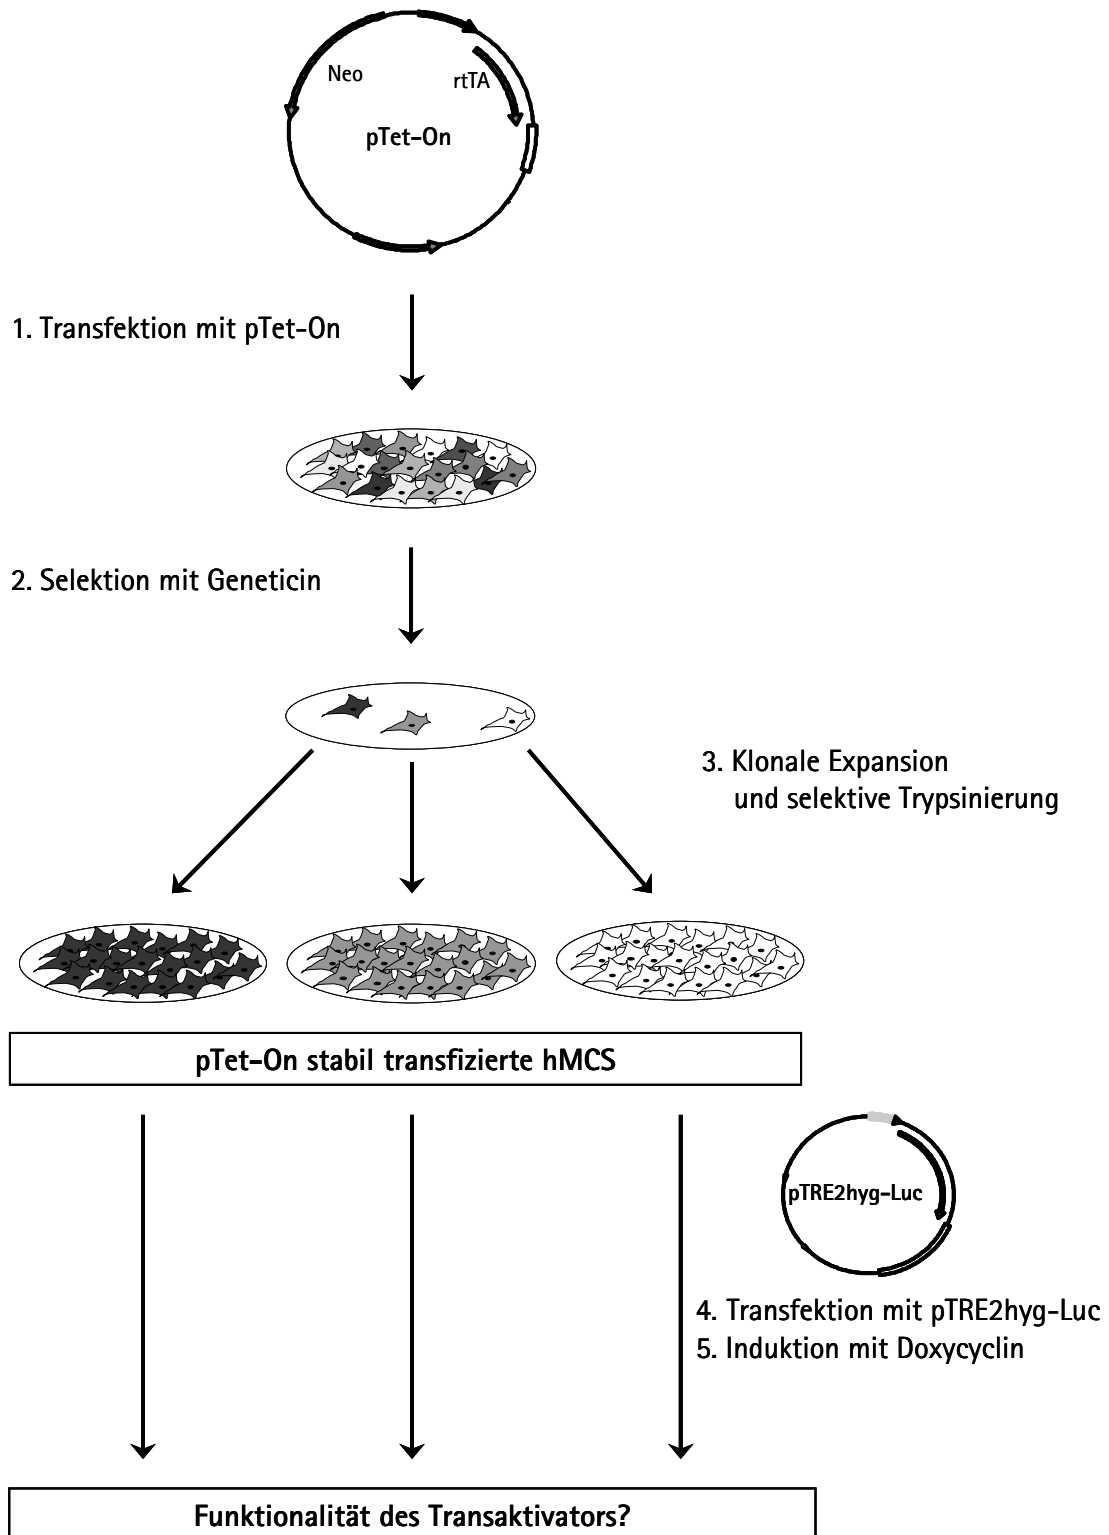 Neo
rtTA
pTet-On
1. Transfektion mit pTet-On
2. Selektion mit Geneticin
3. Klonale Expansion
und selektive Trypsinierung
pTet-On stabil transfizierte hMCS
pTRE2hyg-Luc
4. Transfektion mit pTRE2hyg-Luc
5. Induktion mit Doxycyclin
Funktionalität des Transaktivators?